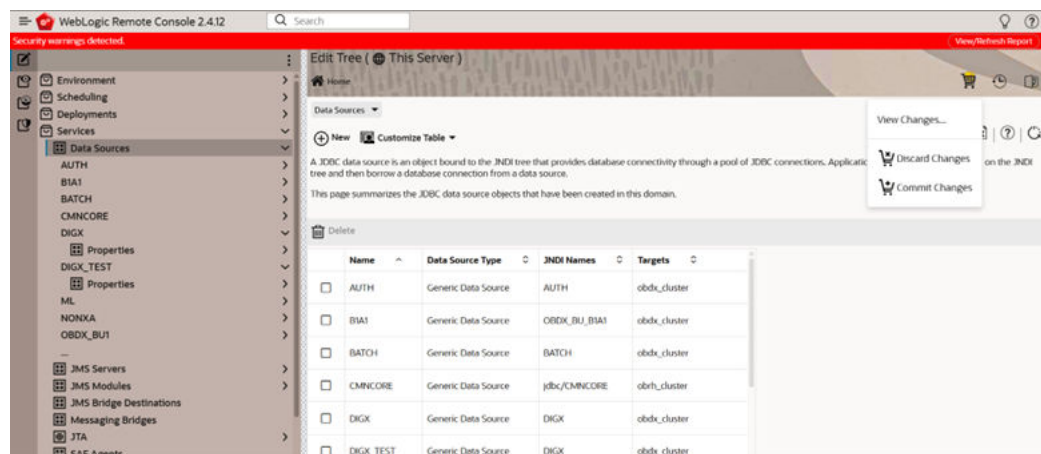 WebLogic Remote Console 2.4.12
Search
Security warnings detected.
View/Refresh Report
Edit Tree ( This Server )
Home
Environment
Scheduling
Deployments
Services
Data Sources
AUTH
B1A1
BATCH
CMNCORE
DIGX
Properties
DIGX_TEST
Properties
ML
NONXA
OBDX_BU1
...
JMS Servers
JMS Modules
JMS Bridge Destinations
Messaging Bridges
JTA
SAF Agents
Data Sources
New Customize Table
View Changes...
Discard Changes
Commit Changes
A JDBC data source is an object bound to the JNDI tree that provides database connectivity through a pool of JDBC connections. on the JNDI
tree and then borrow a database connection from a data source.
This page summarizes the JDBC data source objects that have been created in this domain.
Delete
Name Data Source Type JNDI Names Targets
AUTH Generic Data Source AUTH obdx_cluster
B1A1 Generic Data Source OBDX_BU_B1A1 obdx_cluster
BATCH Generic Data Source BATCH obdx_cluster
CMNCORE Generic Data Source jdbc/CMNCORE obrh_cluster
DIGX Generic Data Source DIGX obdx_cluster
DIGX_TEST Generic Data Source DIGX obdx_cluster